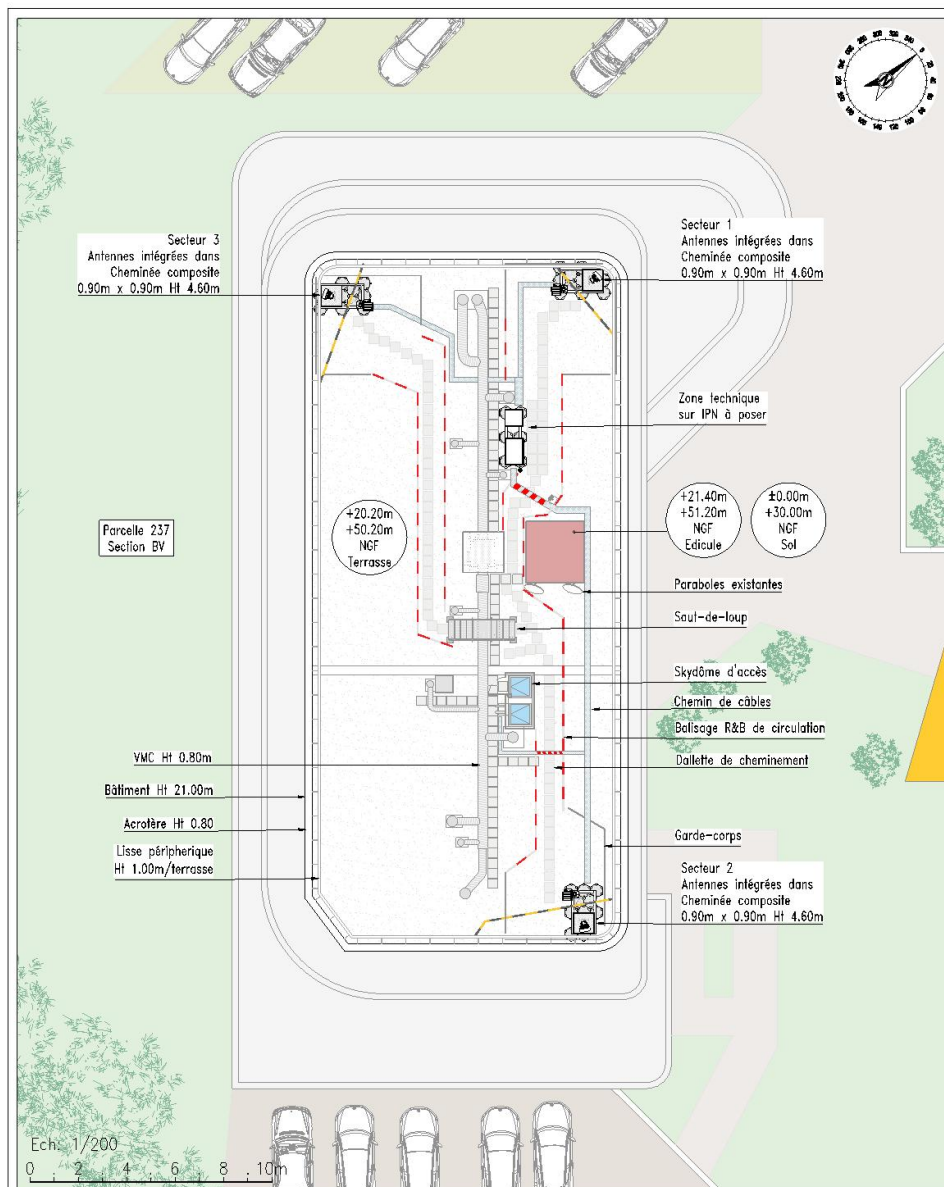 Secteur 3
Antennes intégrées dans
Cheminée composite
0.90m x 0.90m Ht 4.60m
Secteur 1
Antennes intégrées dans
Cheminée composite
0.90m x 0.90m Ht 4.60m
Zone technique
sur IPN à poser
+20.20m
+50.20m
NGF
Terrasse
+21.40m
+51.20m
NGF
Edicule
±0.00m
+30.00m
NGF
Sol
Parcelle 237
Section BV
Paraboles existantes
Saut-de-loup
Skydôme d'accès
Chemin de câbles
Balisage R&B de circulation
Dallette de cheminement
VMC Ht 0.80m
Bâtiment Ht 21.00m
Acrotère Ht 0.80
Lisse péripherique
Ht 1.00m/terrasse
Garde-corps
Secteur 2
Antennes intégrées dans
Cheminée composite
0.90m x 0.90m Ht 4.60m
Ech: 1/200
0 2 4 6 8 10m